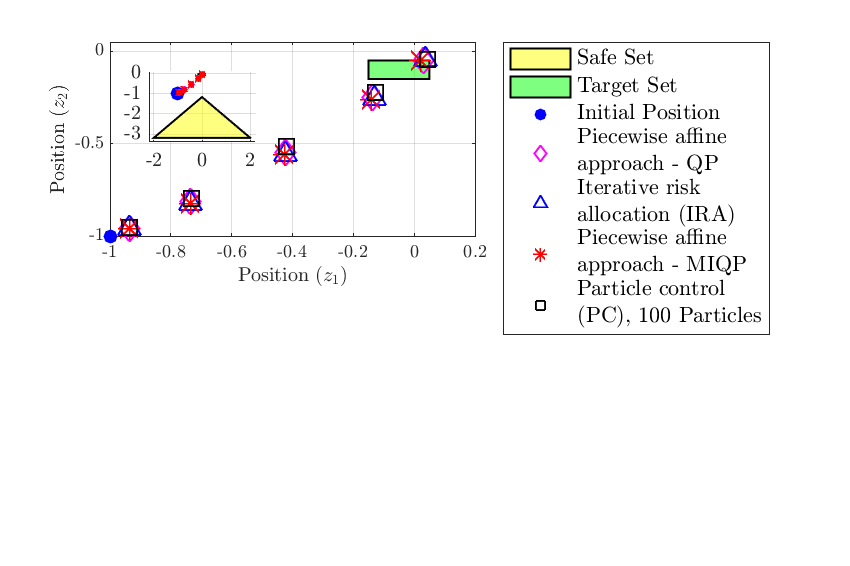 0
-0.5
-1
-1
-0.8
-0.6
-0.4
-0.2
0
0.2
Position (z₁)
Position (z₂)
0
-1
-2
-3
-2
0
2
Safe Set
Target Set
Initial Position
Piecewise affine
approach - QP
Iterative risk
allocation (IRA)
Piecewise affine
approach - MIQP
Particle control
(PC), 100 Particles